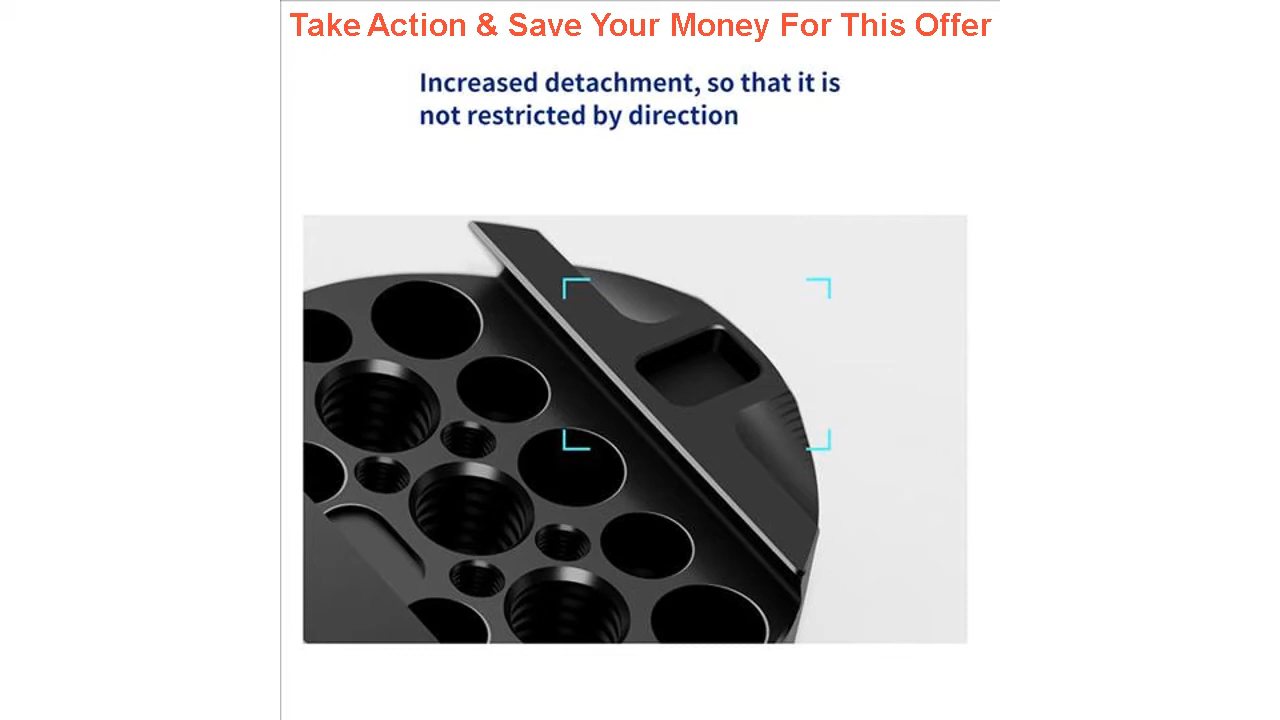 Take Action & Save Your Money For This Offer
Increased detachment, so that it is
not restricted by direction